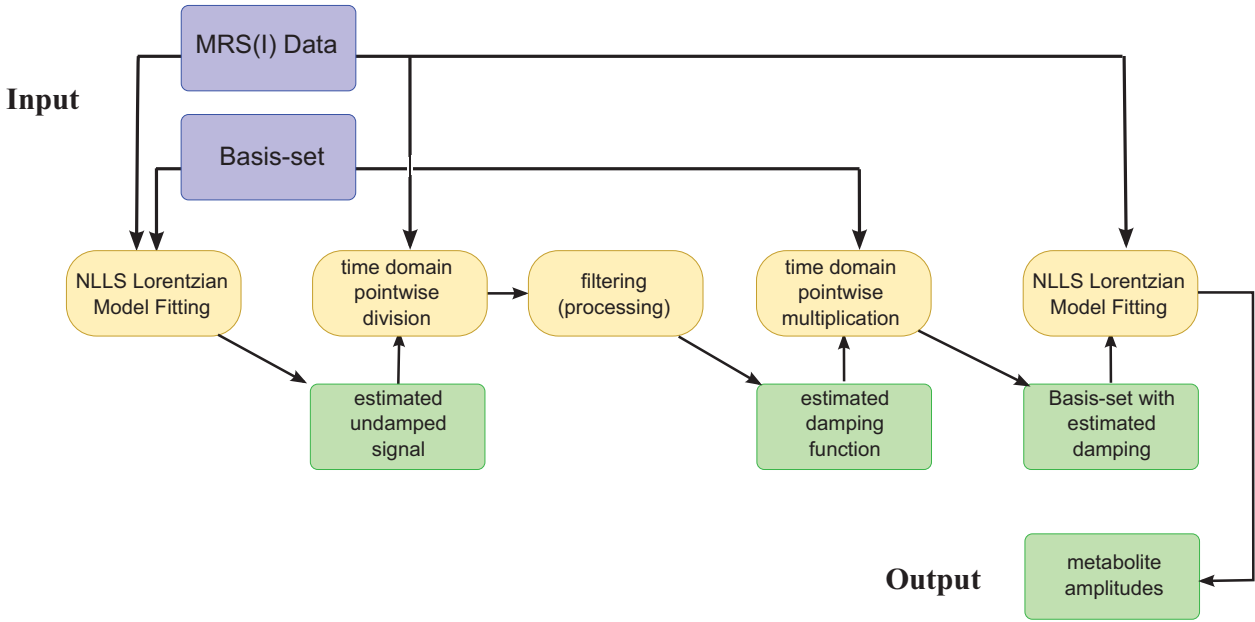 MRS(I) Data
Input
Basis-set
NLLS Lorentzian
Model Fitting
time domain
pointwise
division
filtering
(processing)
time domain
pointwise
multiplication
NLLS Lorentzian
Model Fitting
estimated
undamped
signal
estimated
damping
function
Basis-set with
estimated
damping
Output
metabolite
amplitudes